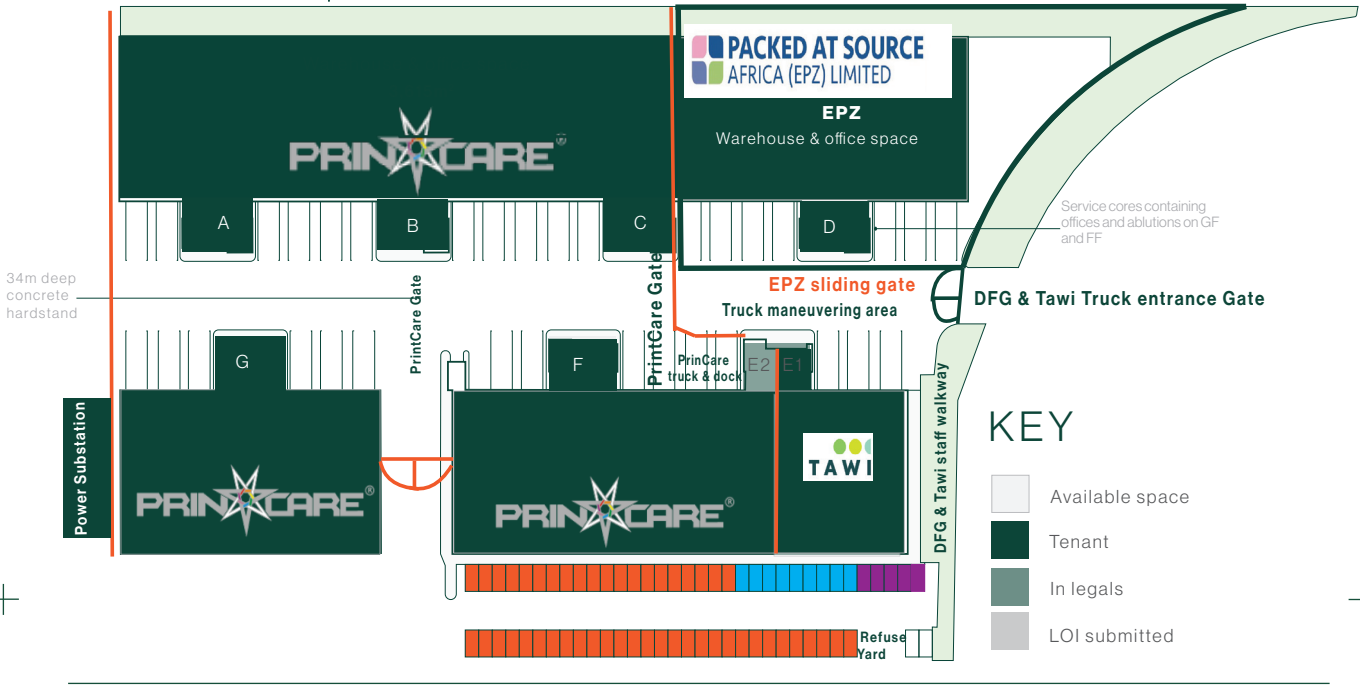 PACKED AT SOURCE
AFRICA (EPZ) LIMITED
EPZ
Warehouse & office space
PRINTCARE
A
B
C
D
Service cores containing
offices and ablutions on GF
and FF
34m deep
concrete
hardstand
PrintCare Gate
PrintCare Gate
EPZ sliding gate
Truck maneuvering area
DFG & Tawi Truck entrance Gate
G
F
PrinCare
truck & dock
E2
E1
Power Substation
PRINTCARE®
PRINTCARE®
TAWI
DFG & Tawi staff walkway
KEY
Available space
Tenant
In legals
LOI submitted
Refuse
Yard